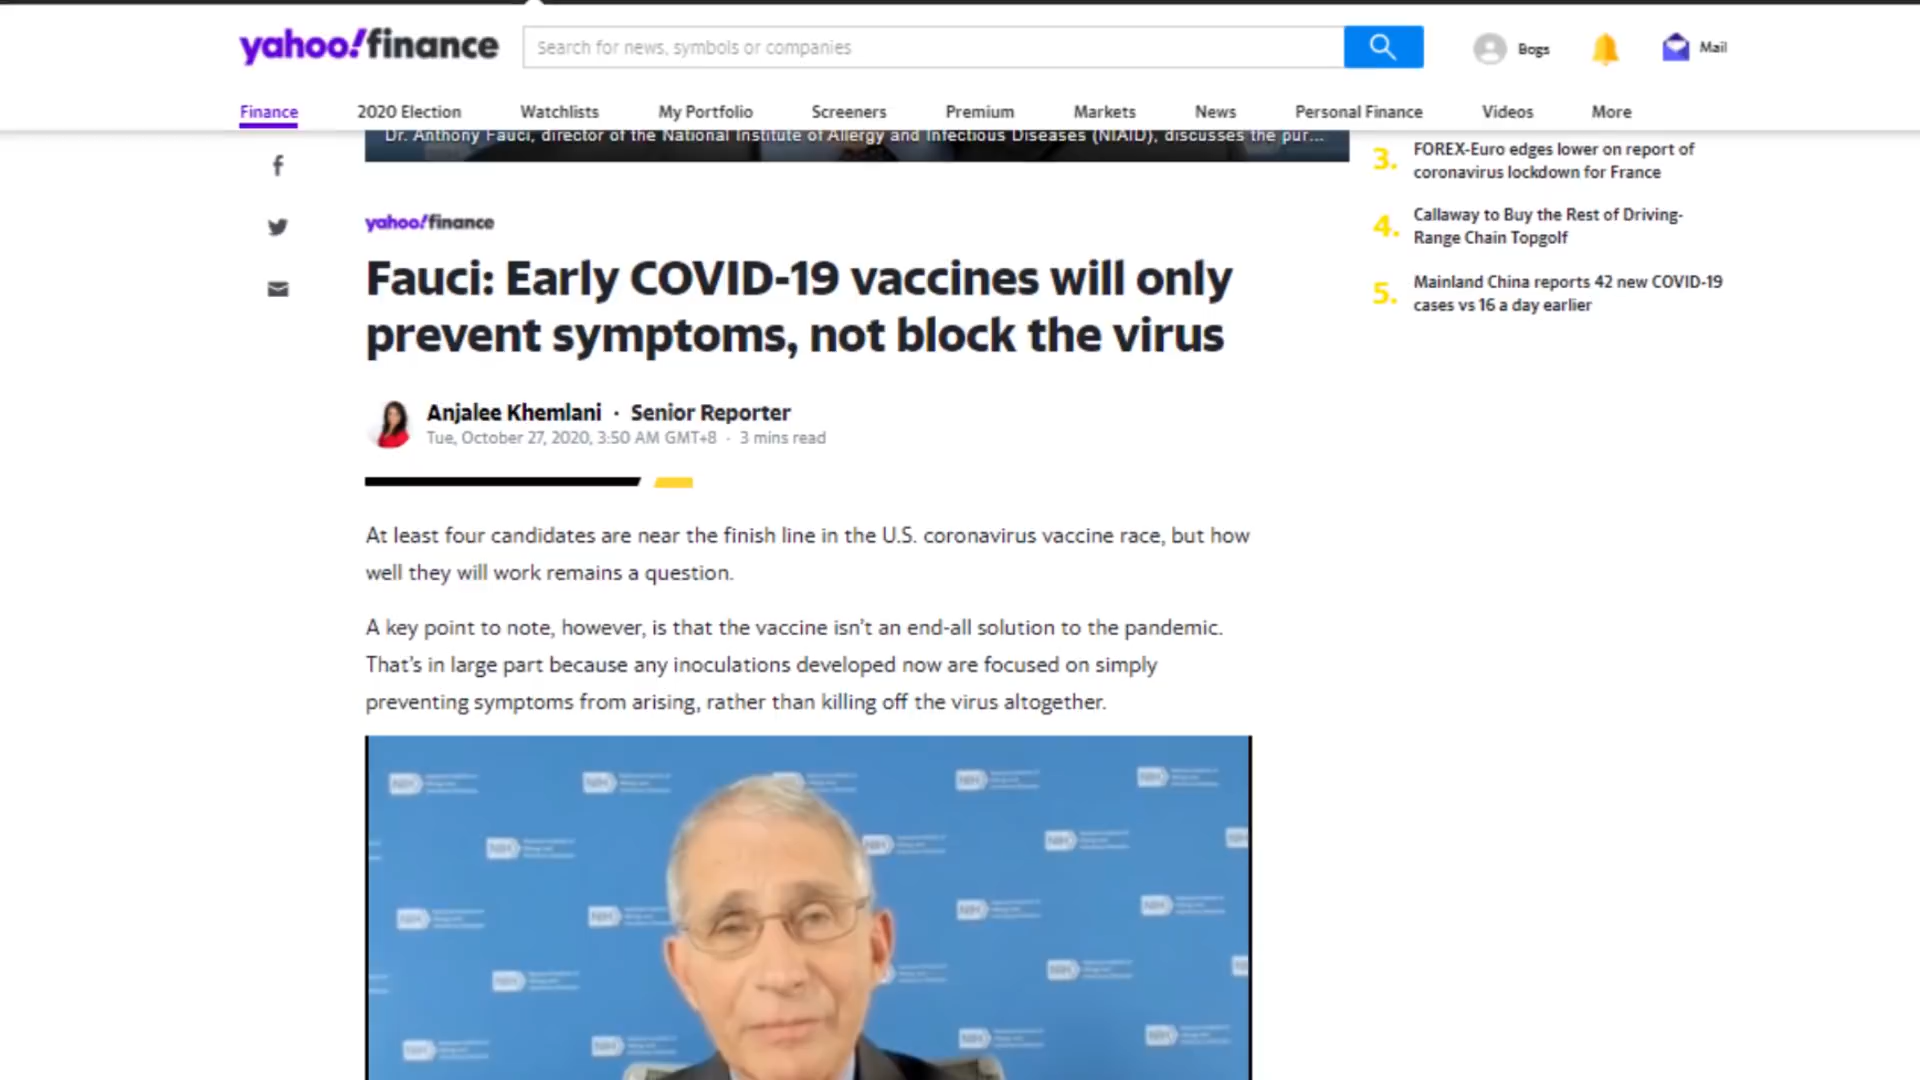 yahoo!finance
Search for news, symbols or companies
Bogs
Mail
Finance
2020 Election
Watchlists
My Portfolio
Screeners
Premium
Markets
News
Personal Finance
Videos
More
Dr. Anthony Fauci, director of the National Institute of Allergy and Infectious Diseases (NIAID), discusses the pur...
yahoo!finance
Fauci: Early COVID-19 vaccines will only
prevent symptoms, not block the virus
Anjalee Khemlani · Senior Reporter
Tue, October 27, 2020, 3:50 AM GMT+8 · 3 mins read
At least four candidates are near the finish line in the U.S. coronavirus vaccine race, but how
well they will work remains a question.
A key point to note, however, is that the vaccine isn't an end-all solution to the pandemic.
That's in large part because any inoculations developed now are focused on simply
preventing symptoms from arising, rather than killing off the virus altogether.
3. FOREX-Euro edges lower on report of
coronavirus lockdown for France
4. Callaway to Buy the Rest of Driving-
Range Chain Topgolf
5. Mainland China reports 42 new COVID-19
cases vs 16 a day earlier
NIH